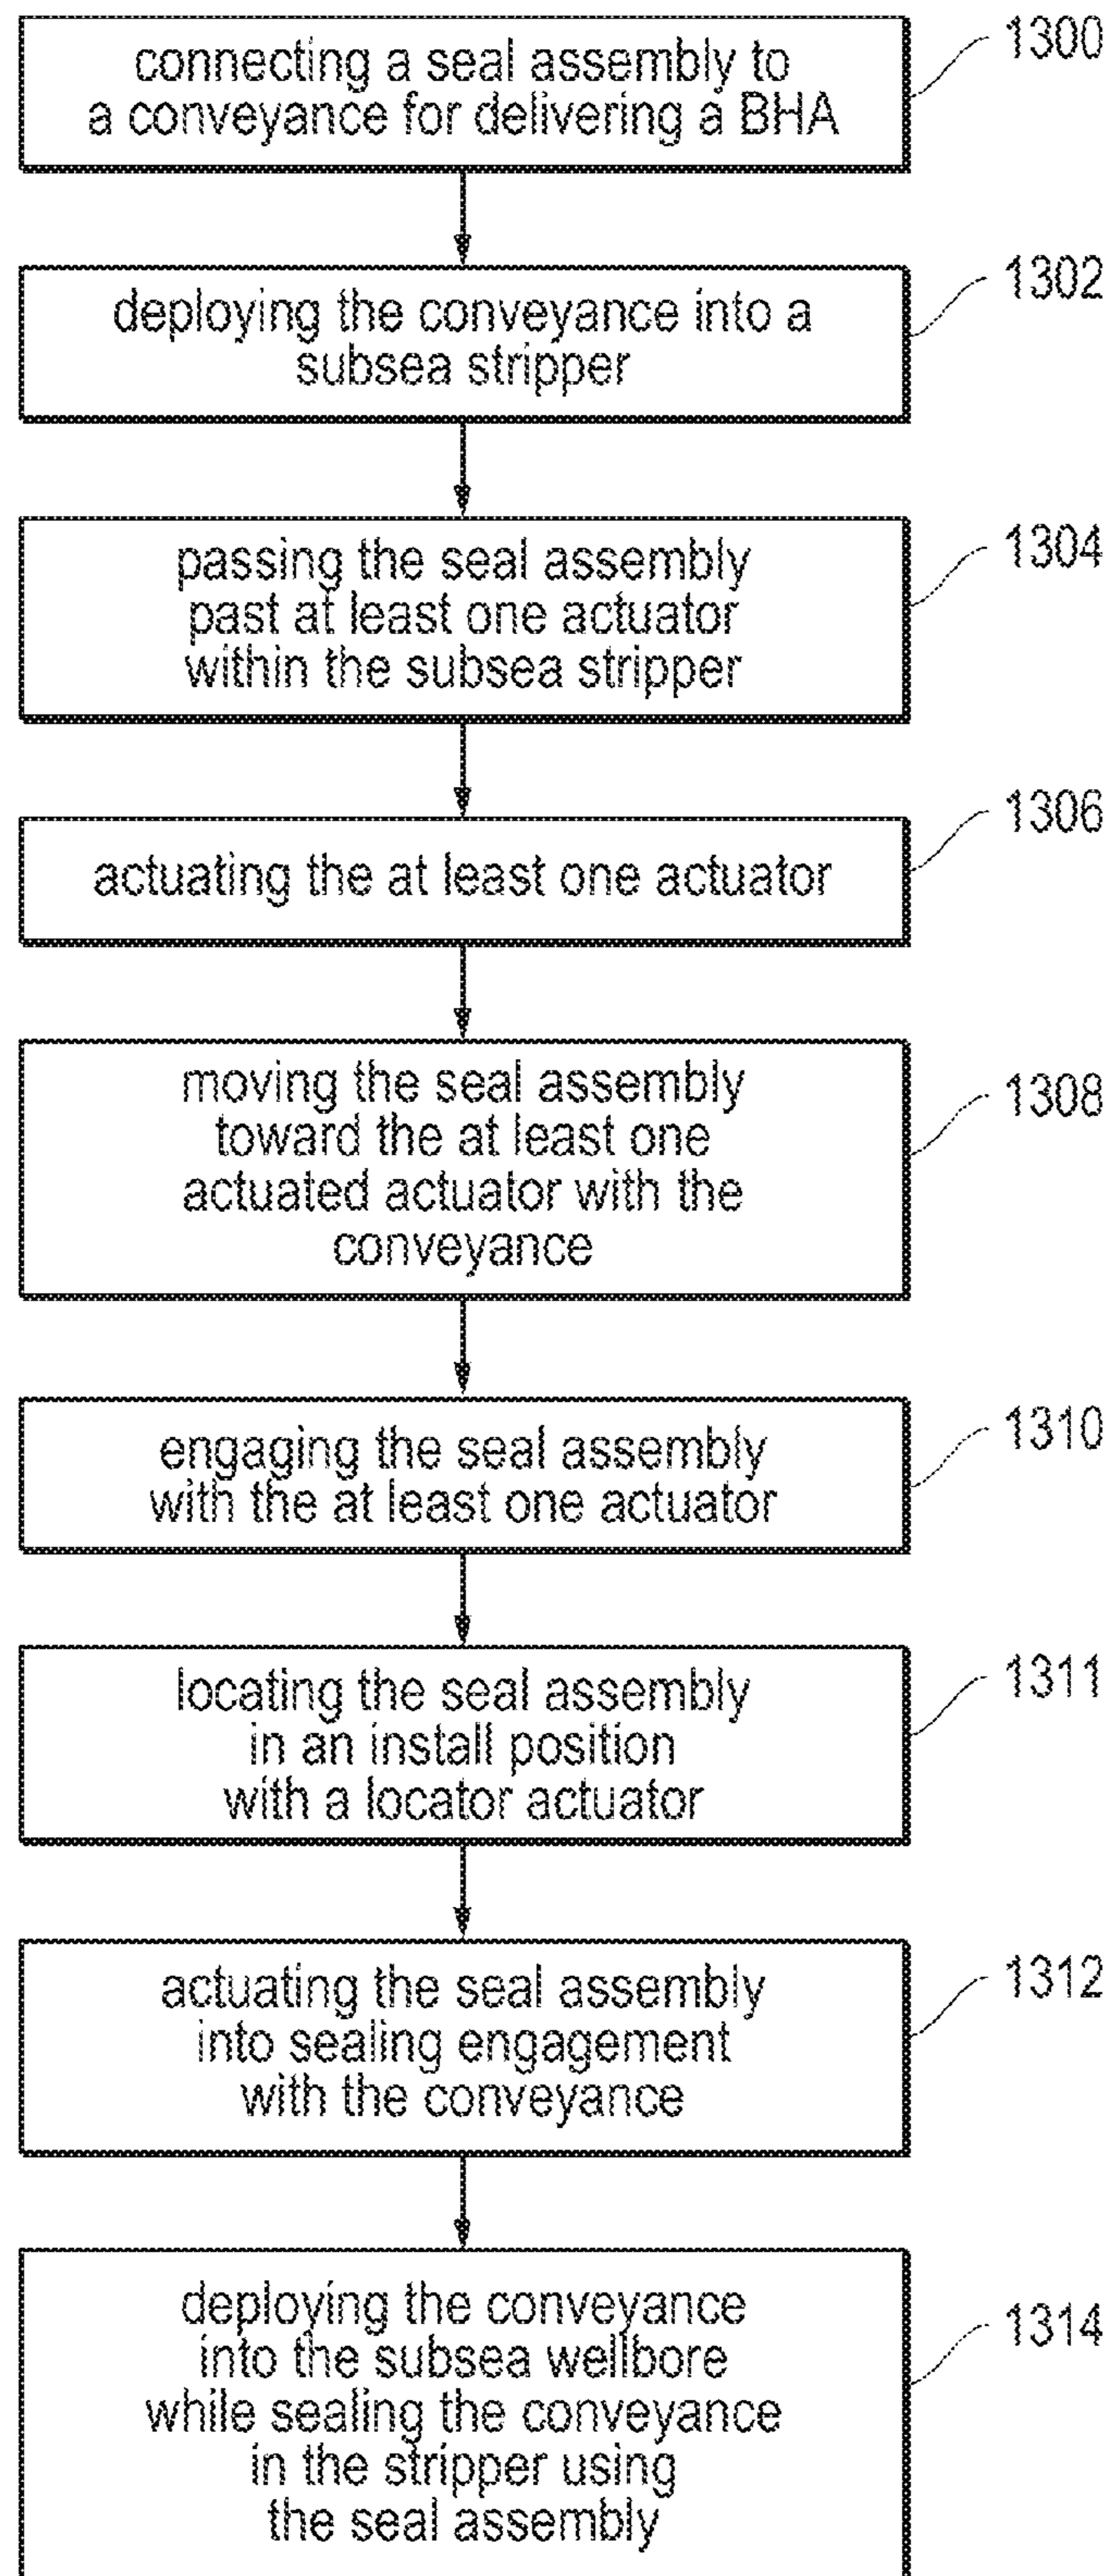 connecting a seal assembly to
a conveyance for delivering a BHA
1300
deploying the conveyance into a
subsea stripper
1302
passing the seal assembly
past at least one actuator
within the subsea stripper
1304
actuating the at least one actuator
1306
moving the seal assembly
toward the at least one
actuated actuator with the
conveyance
1308
engaging the seal assembly
with the at least one actuator
1310
locating the seal assembly
in an install position
with a locator actuator
1311
actuating the seal assembly
into sealing engagement
with the conveyance
1312
deploying the conveyance
into the subsea wellbore
while sealing the conveyance
in the stripper using
the seal assembly
1314